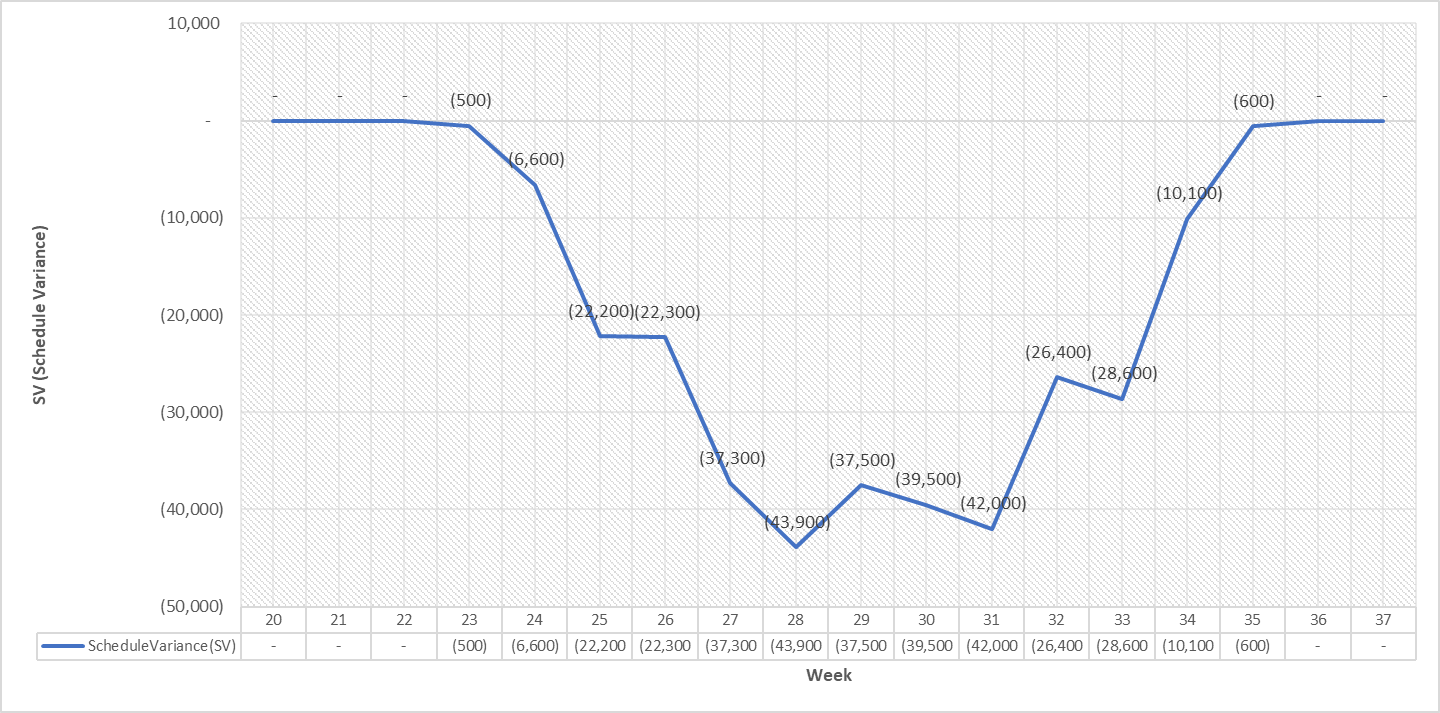 10,000
-
(10,000)
(20,000)
(30,000)
(40,000)
(50,000)
SV (Schedule Variance)
- - - (500) (6,600) (22,200) (22,300) (37,300) (43,900) (37,500) (39,500) (42,000) (26,400) (28,600) (10,100) (600) - -
20 21 22 23 24 25 26 27 28 29 30 31 32 33 34 35 36 37
Schedule Variance (SV) - - - (500) (6,600) (22,200 (22,300 (37,300 (43,900 (37,500 (39,500 (42,000 (26,400 (28,600 (10,100 (600) - -
Week